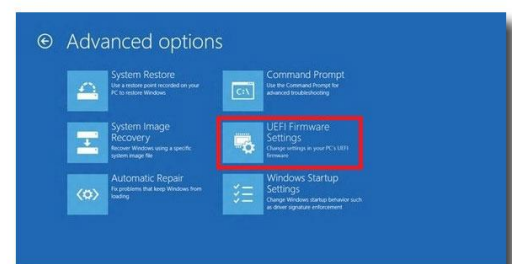 Advanced options
System Restore
Use a restore point recorded on your
PC to restore Windows
Command Prompt
Use the Command Prompt for
advanced troubleshooting
C:\
System Image
Recovery
Recover Windows using a specific
system image file
UEFI Firmware
Settings
Change settings in your PC's UEFI
firmware
Automatic Repair
Fix problems that keep Windows from
loading
Windows Startup
Settings
Change Windows startup behavior such
as driver signature enforcement